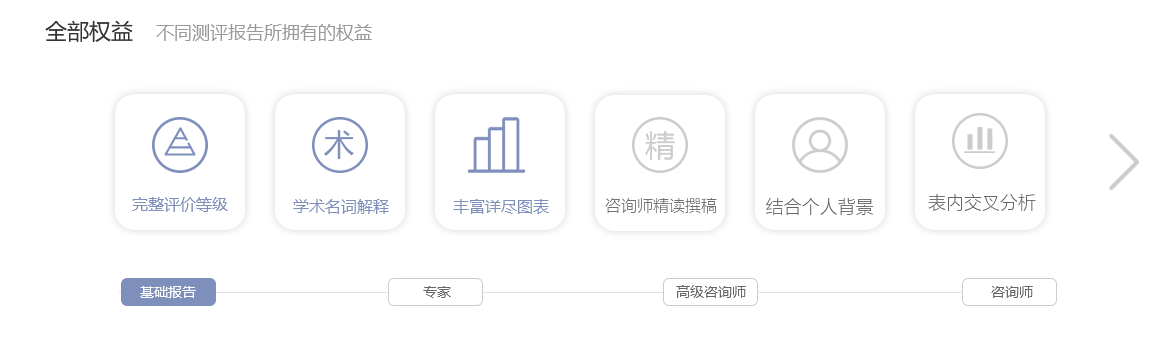 全部权益 不同测评报告所拥有的权益
术 精
完整评价等级 学术名词解释 丰富详尽图表 咨询师精读撰稿 结合个人背景 表内交叉分析
基础报告 专家 高级咨询师 咨询师